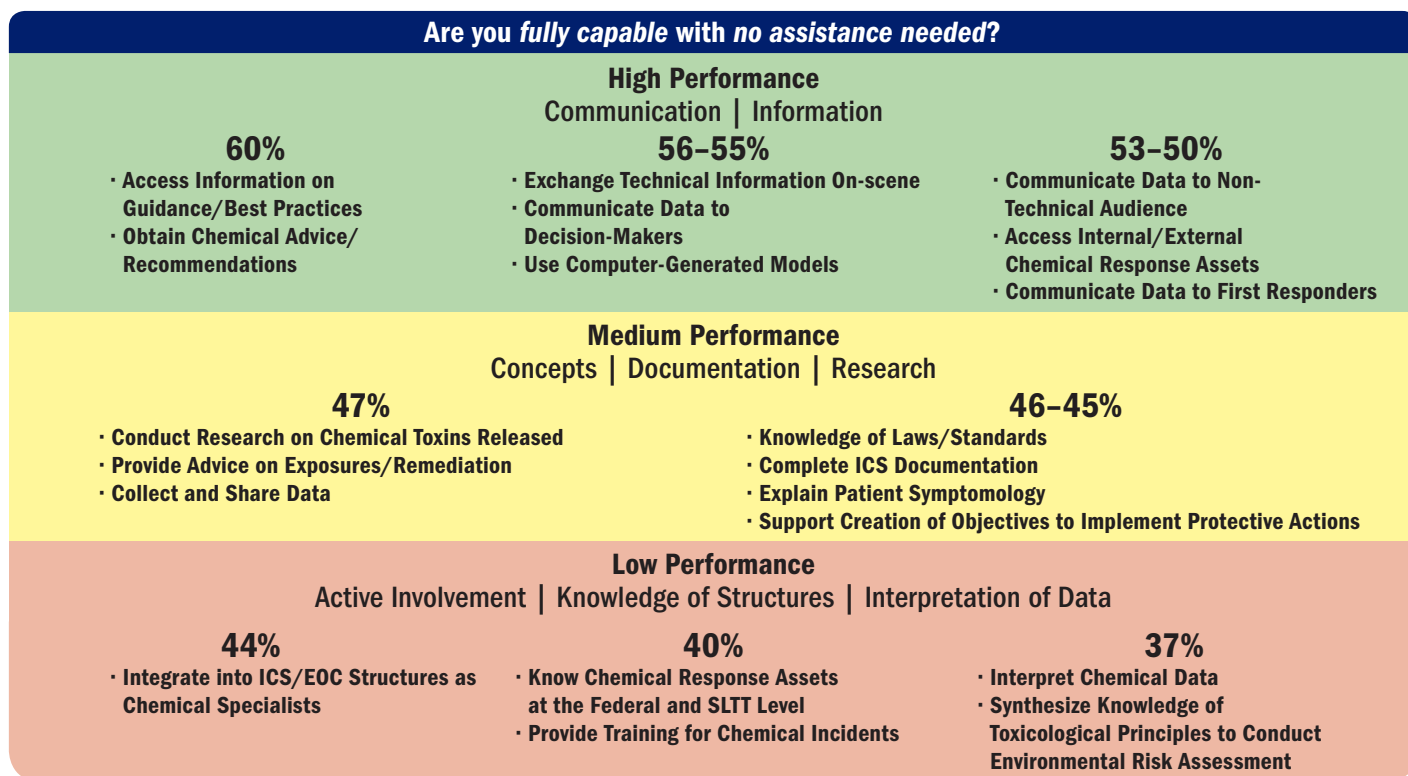 Are you fully capable with no assistance needed?
High Performance
Communication | Information
60%
· Access Information on
Guidance/Best Practices
· Obtain Chemical Advice/
Recommendations
56–55%
· Exchange Technical Information On-scene
· Communicate Data to
Decision-Makers
· Use Computer-Generated Models
53–50%
· Communicate Data to Non-
Technical Audience
· Access Internal/External
Chemical Response Assets
· Communicate Data to First Responders
Medium Performance
Concepts | Documentation | Research
47%
· Conduct Research on Chemical Toxins Released
· Provide Advice on Exposures/Remediation
· Collect and Share Data
46–45%
· Knowledge of Laws/Standards
· Complete ICS Documentation
· Explain Patient Symptomology
· Support Creation of Objectives to Implement Protective Actions
Low Performance
Active Involvement | Knowledge of Structures | Interpretation of Data
44%
· Integrate into ICS/EOC Structures as
Chemical Specialists
40%
· Know Chemical Response Assets
at the Federal and SLTT Level
· Provide Training for Chemical Incidents
37%
· Interpret Chemical Data
· Synthesize Knowledge of
Toxicological Principles to Conduct
Environmental Risk Assessment